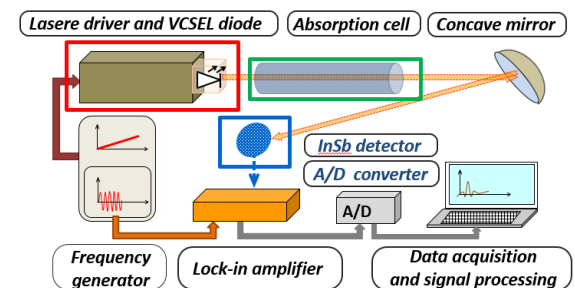 Lasere driver and VCSEL diode
Absorption cell
Concave mirror
InSb detector
A/D converter
A/D
Frequency
generator
Lock-in amplifier
Data acquisition
and signal processing